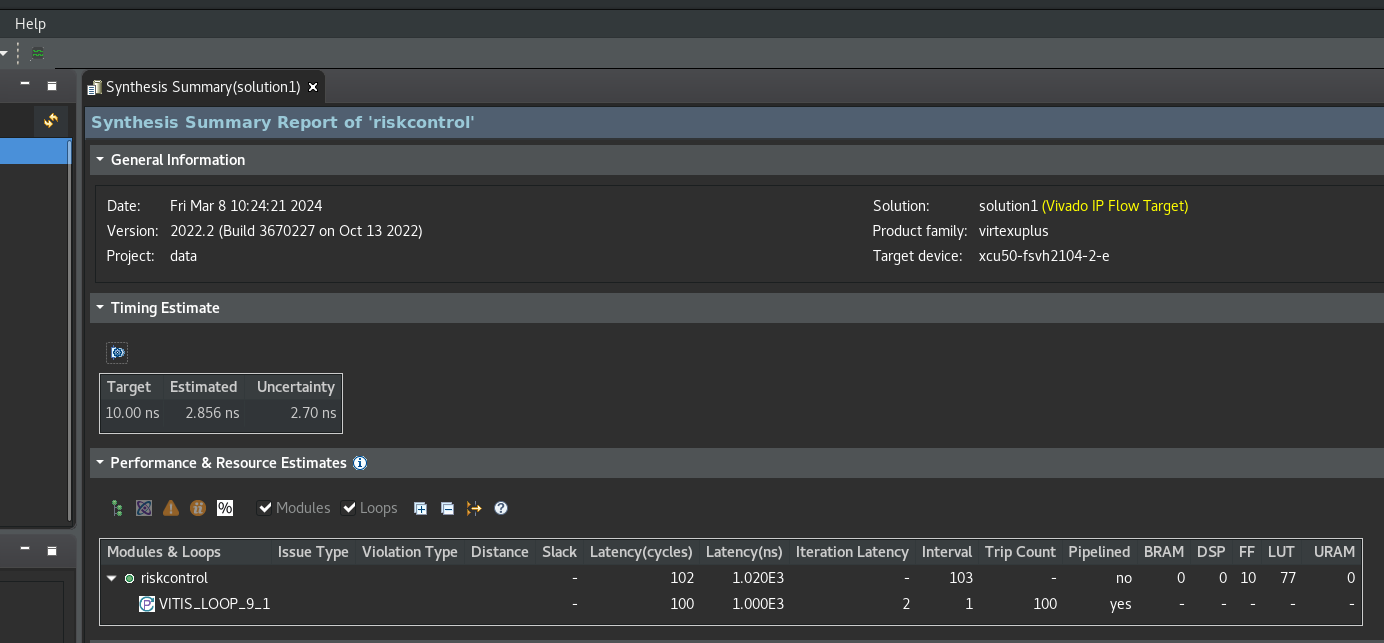 Help
Synthesis Summary(solution1)
Synthesis Summary Report of 'riskcontrol'
General Information
Date: Fri Mar 8 10:24:21 2024 Solution: solution1 (Vivado IP Flow Target)
Version: 2022.2 (Build 3670227 on Oct 13 2022) Product family: virtexuplus
Project: data Target device: xcu50-fsvh2104-2-e
Timing Estimate
Target Estimated Uncertainty
10.00 ns 2.856 ns 2.70 ns
Performance & Resource Estimates
% Modules Loops
Modules & Loops Issue Type Violation Type Distance Slack Latency(cycles) Latency(ns) Iteration Latency Interval Trip Count Pipelined BRAM DSP FF LUT URAM
riskcontrol - 102 1.020E3 - 103 - no 0 0 10 77 0
VITIS_LOOP_9_1 - 100 1.000E3 2 1 100 yes - - - - -